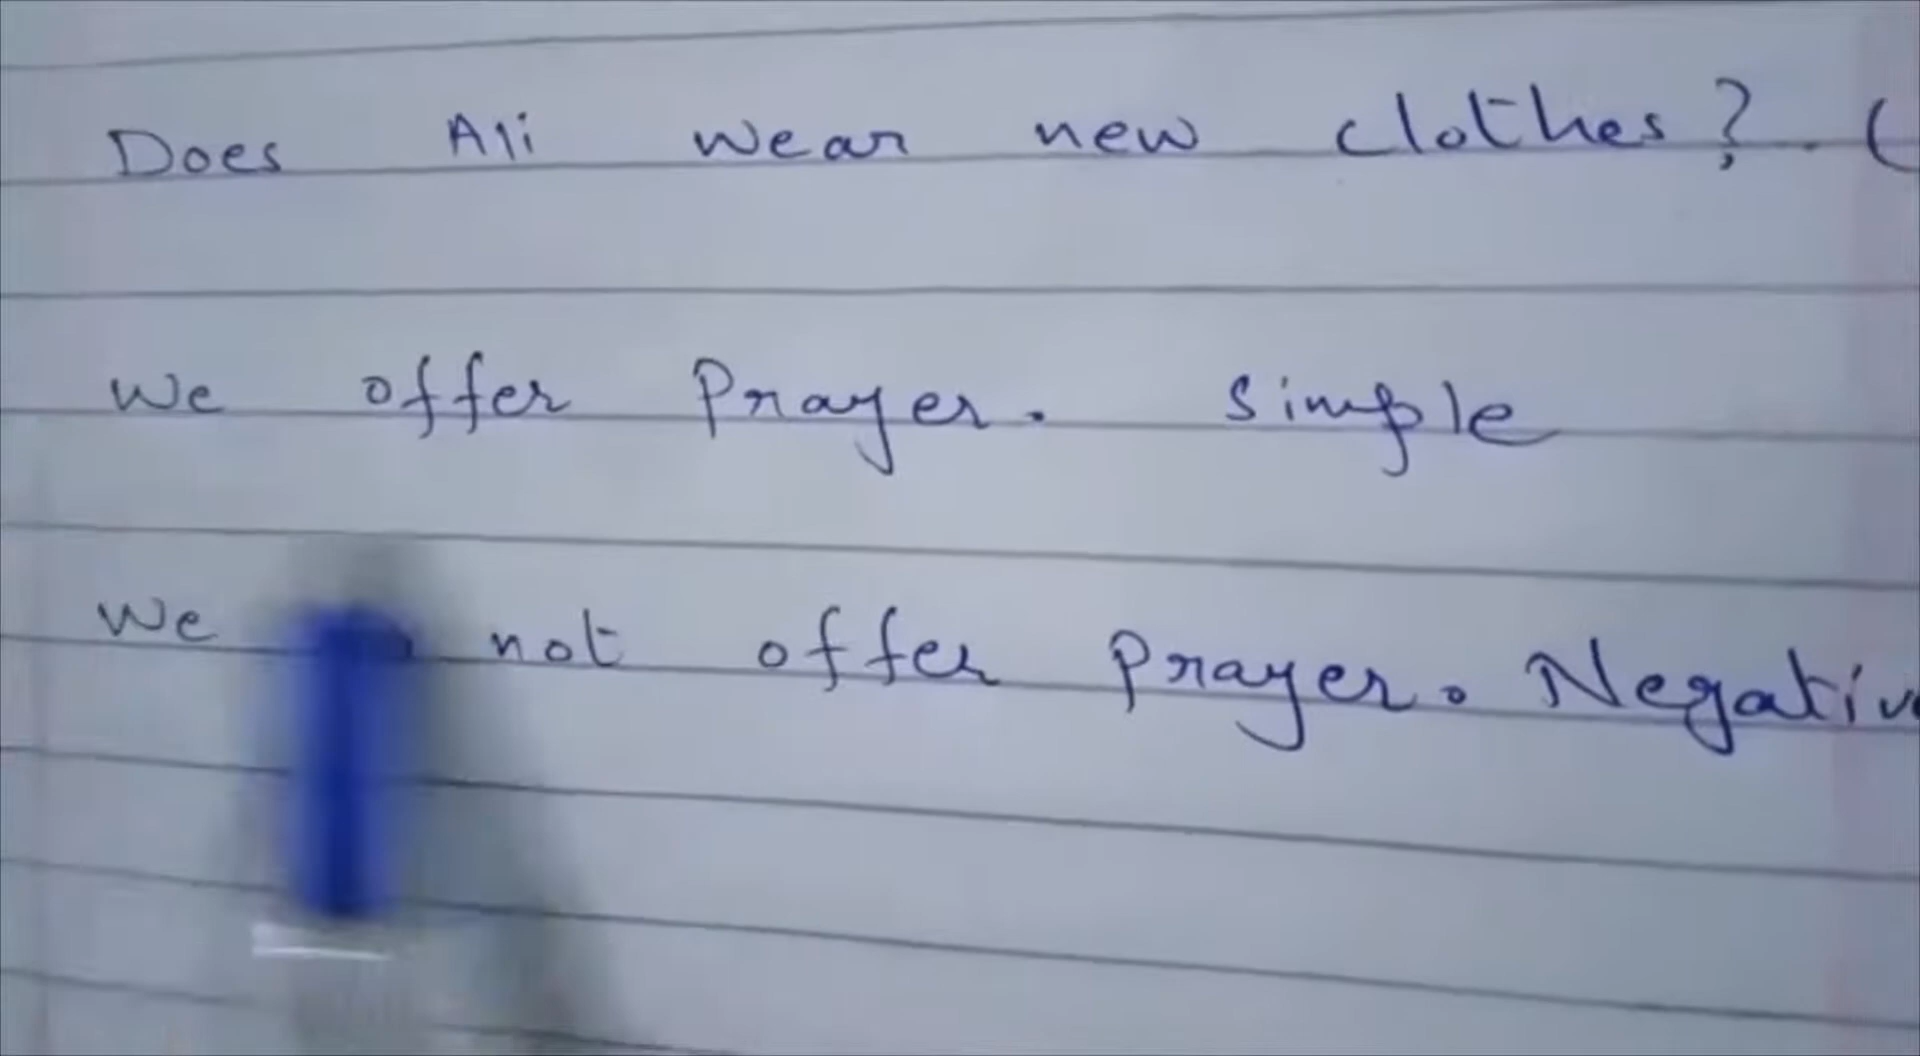 Does Ali wear new clothes? . (
We offer Prayer. simple
We not offer prayer. Negativ